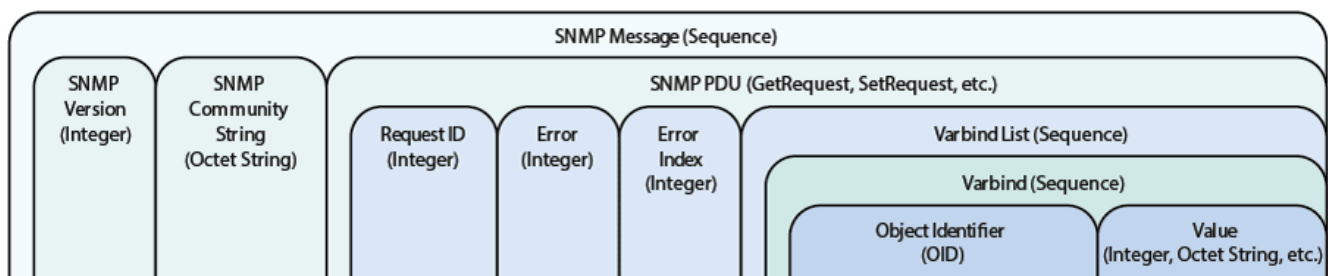 SNMP Message (Sequence)
SNMP
Version
(Integer)
SNMP
Community
String
(Octet String)
SNMP PDU (GetRequest, SetRequest, etc.)
Request ID
(Integer)
Error
(Integer)
Error
Index
(Integer)
Varbind List (Sequence)
Varbind (Sequence)
Object Identifier
(OID)
Value
(Integer, Octet String, etc.)